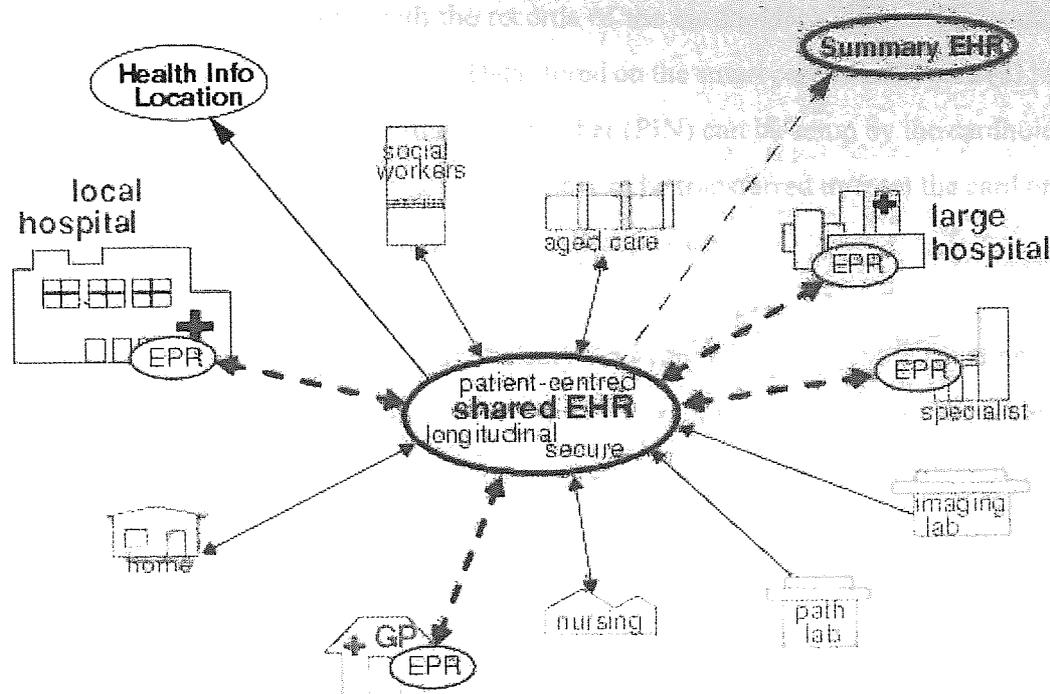 Health Info
Location
Summary EHR
social
workers
local
hospital
aged care
large
hospital
EPR
EPR
EPR
specialist
patient-centred
shared EHR
longitudinal
secure
imaging
lab
home
nursing
path
lab
GP
EPR